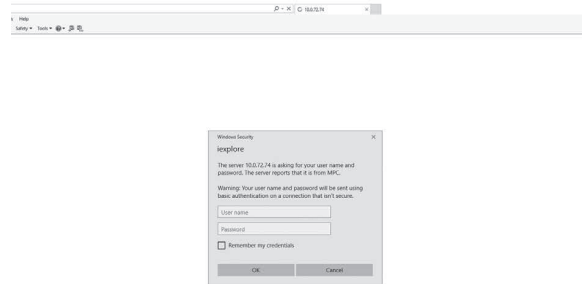 10.0.72.74
Help
Safety Tools
Windows Security
iexplore
The server 10.0.72.74 is asking for your user name and
password. The server reports that it is from MPC.
Warning: Your user name and password will be sent using
basic authentication on a connection that isn't secure.
User name
Password
Remember my credentials
OK Cancel